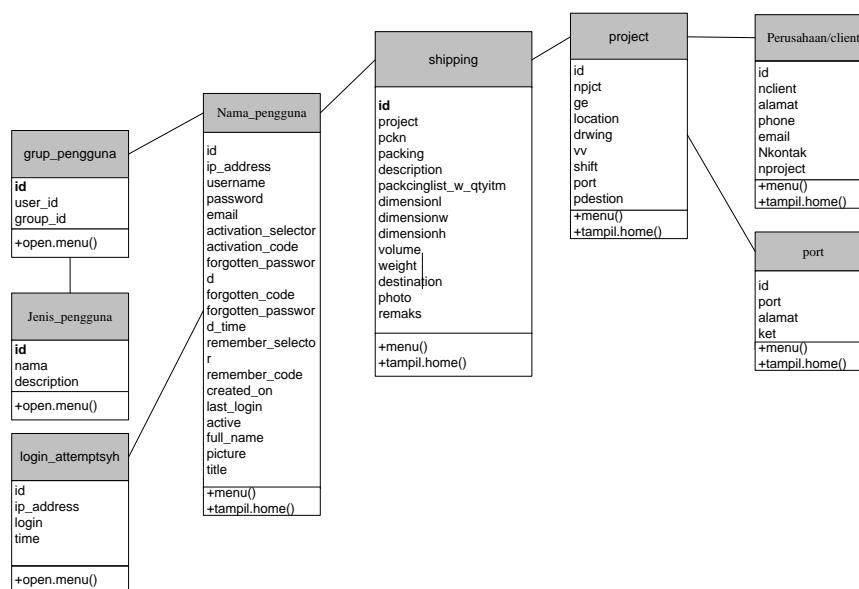 grup_pengguna
id
user_id
group_id
+open.menu()
Jenis_pengguna
id
nama
description
+open.menu()
login_attemptsyh
id
ip_address
login
time
+open.menu()
Nama_pengguna
id
ip_address
username
password
email
activation_selector
activation_code
forgotten_passwor
d
forgotten_code
forgotten_passwor
d_time
remember_selecto
r
remember_code
created_on
last_login
active
full_name
picture
title
+menu()
+tampil.home()
shipping
id
project
pckn
packing
description
packcinglist_w_qtyitm
dimensionl
dimensionw
dimensionh
volume
weight
destination
photo
remaks
+menu()
+tampil.home()
project
id
npjct
ge
location
drwing
vv
shift
port
pdestion
+menu()
+tampil.home()
Perusahaan/client
id
nclient
alamat
phone
email
Nkontak
nproject
+menu()
+tampil.home()
port
id
port
alamat
ket
+menu()
+tampil.home()